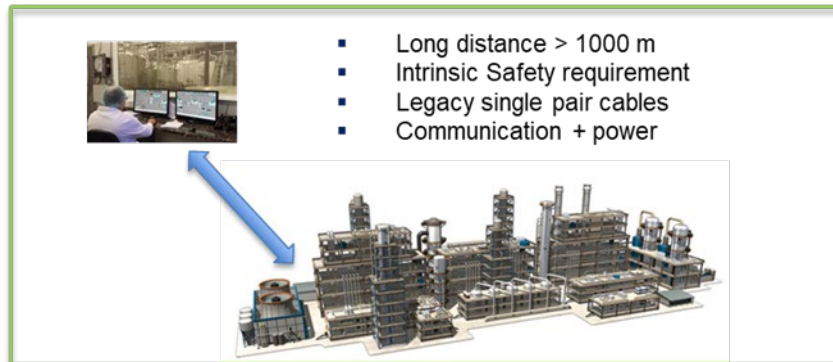 Long distance > 1000 m
Intrinsic Safety requirement
Legacy single pair cables
Communication + power